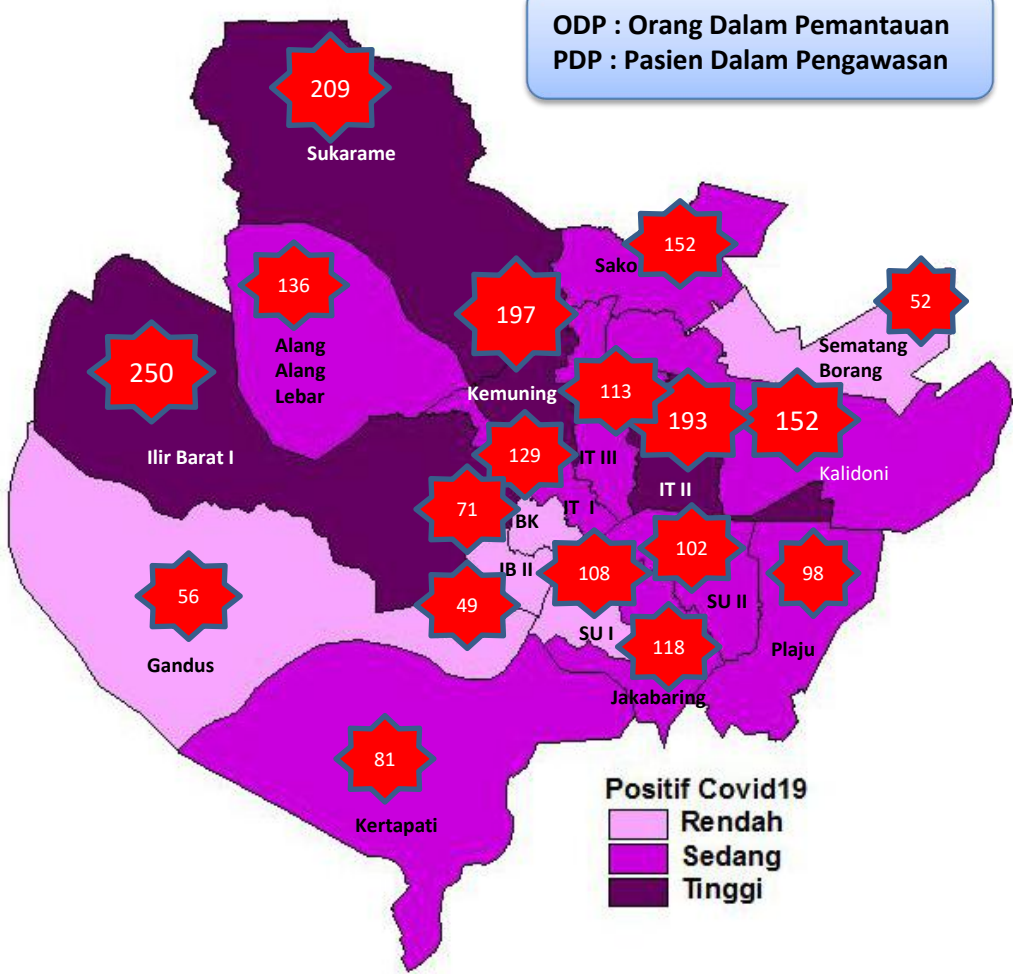 ODP : Orang Dalam Pemantauan
PDP : Pasien Dalam Pengawasan
209
Sukarame
152
Sako
136
Alang
Alang
Lebar
197
Kemuning
52
Sematang
Borang
250
Ilir Barat I
113
193
152
Kalidoni
129
IT III
IT II
71
IT I
BK
IB II
102
SU II
108
SU I
98
Plaju
56
Gandus
49
118
Jakabaring
81
Kertapati
Positif Covid19
Rendah
Sedang
Tinggi